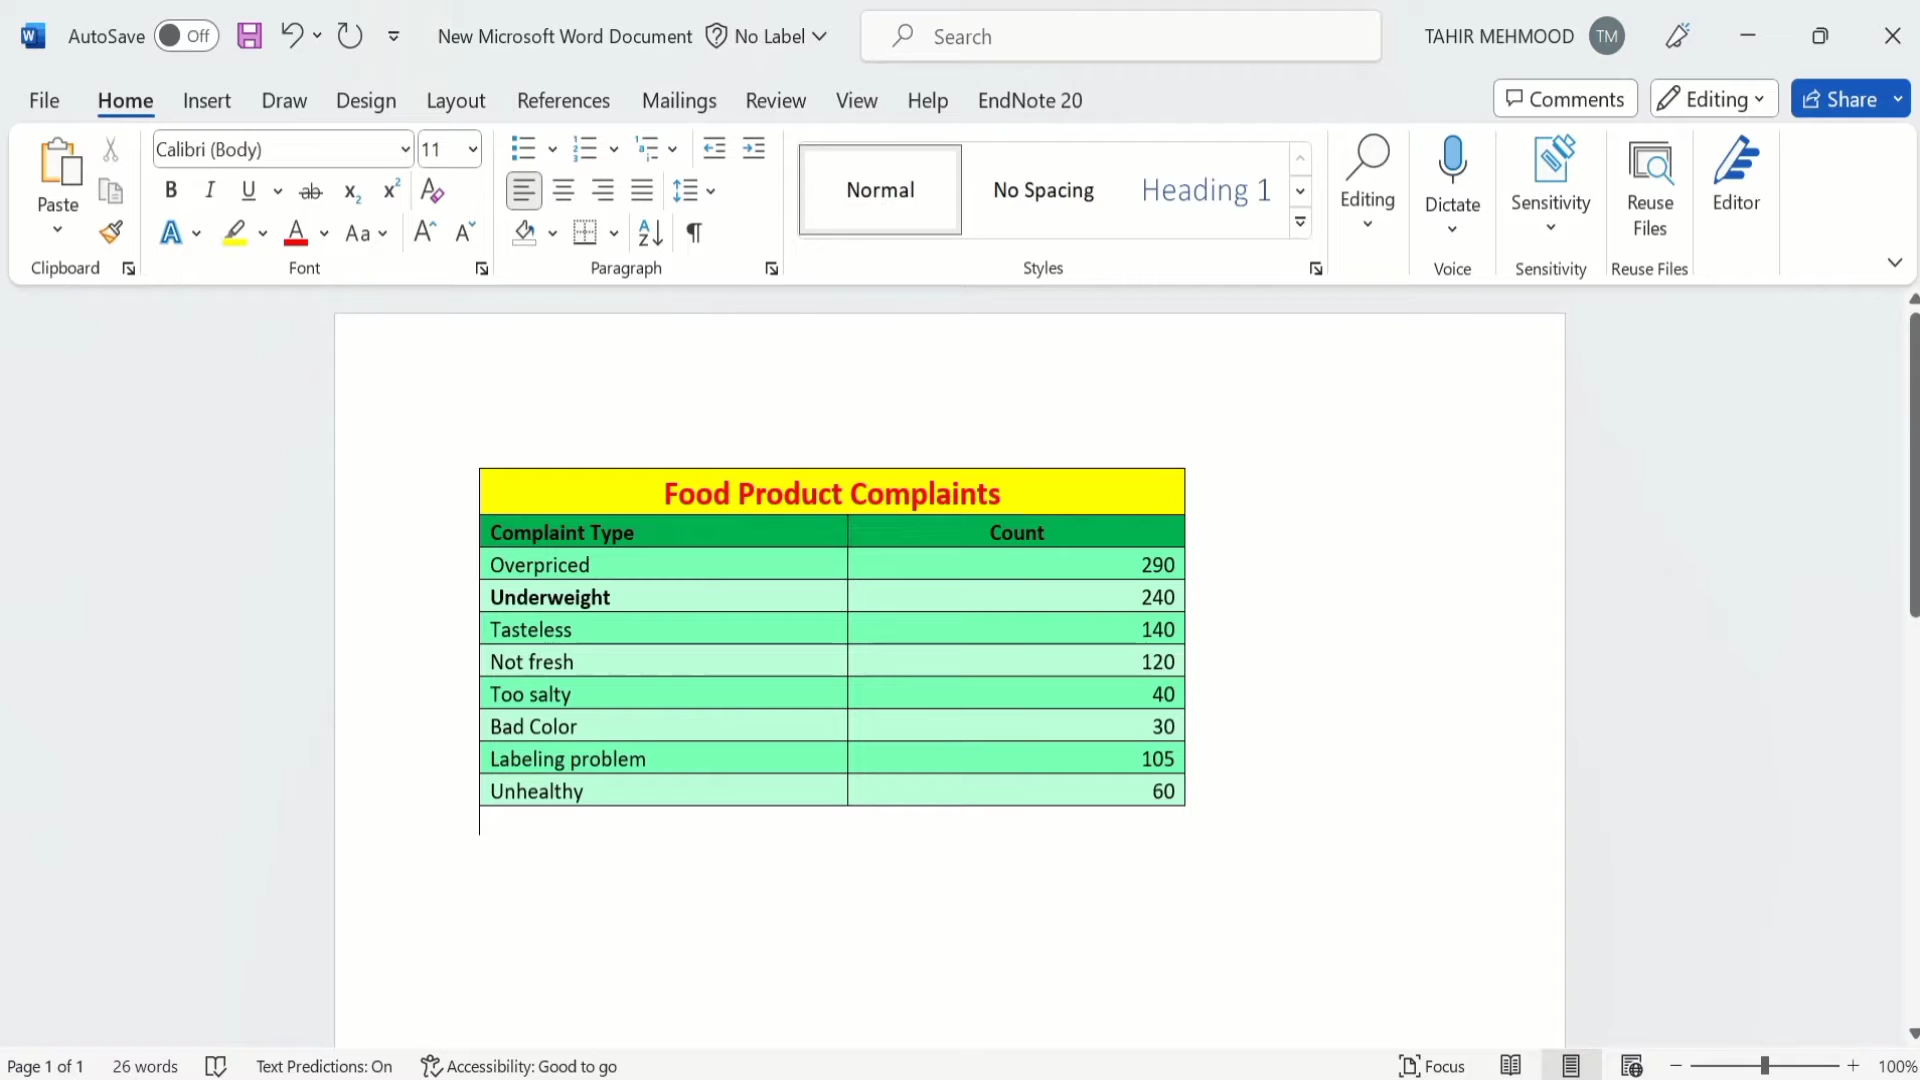 AutoSave Off New Microsoft Word Document No Label Search TAHIR MEHMOOD TM
File Home Insert Draw Design Layout References Mailings Review View Help EndNote 20 Comments Editing Share
Paste
Calibri (Body) 11
Normal No Spacing Heading 1
Editing
Dictate
Sensitivity
Reuse
Files
Editor
Clipboard Font Paragraph Styles Voice Sensitivity Reuse Files
Food Product Complaints
Complaint Type Count
Overpriced 290
Underweight 240
Tasteless 140
Not fresh 120
Too salty 40
Bad Color 30
Labeling problem 105
Unhealthy 60
Page 1 of 1 26 words Text Predictions: On Accessibility: Good to go Focus 100%